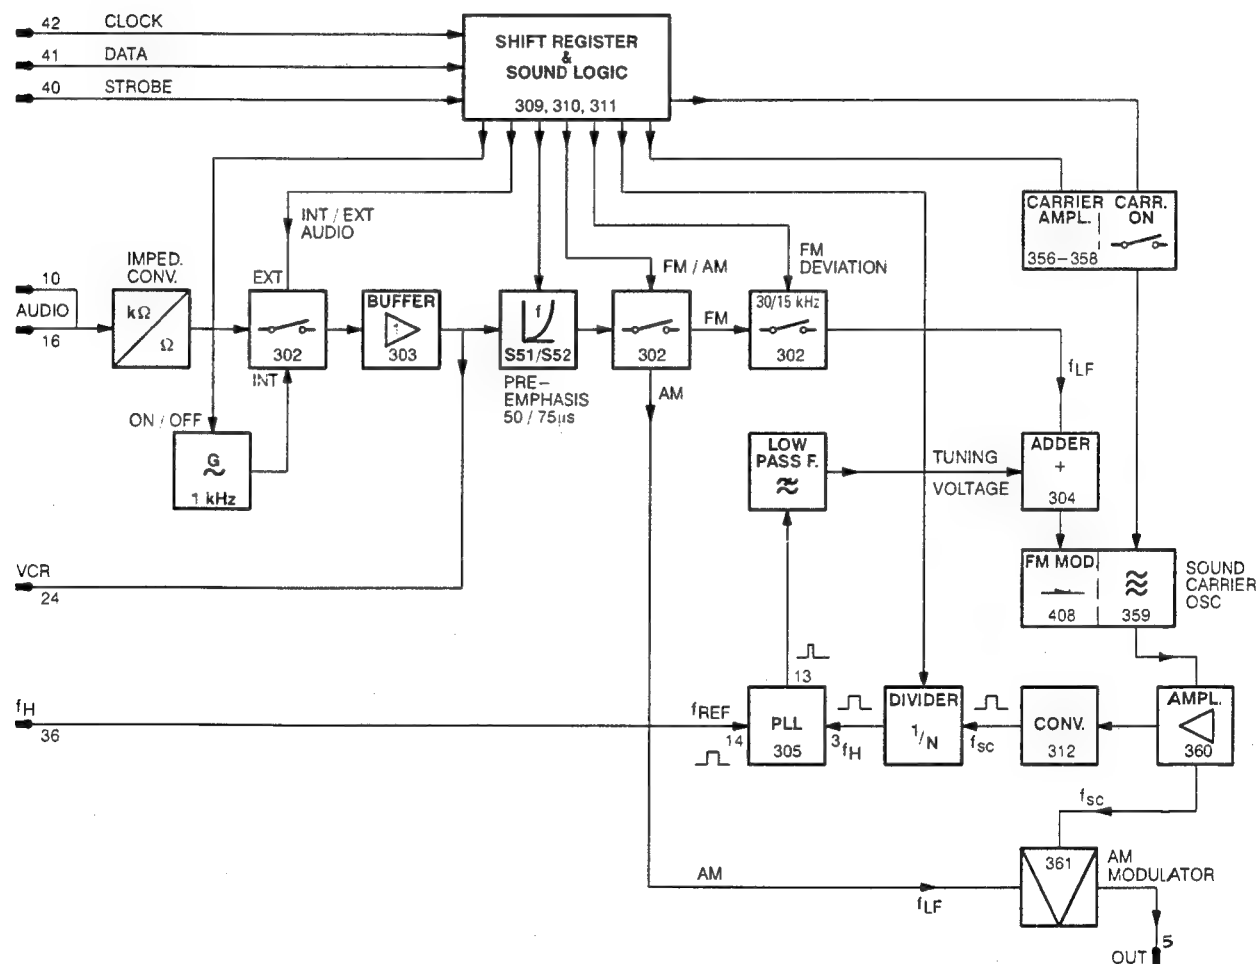 42 CLOCK
41 DATA
40 STROBE
SHIFT REGISTER
&
SOUND LOGIC
309, 310, 311
INT / EXT
AUDIO
FM / AM
FM
DEVIATION
CARRIER
AMPL.
356–358
CARR.
ON
10
AUDIO
16
IMPED.
CONV.
kΩ
Ω
EXT
302
INT
BUFFER
1
303
f
S51/S52
PRE–
EMPHASIS
50 / 75µs
302
FM
AM
30/15 kHz
302
fLF
ON / OFF
G
1 kHz
LOW
PASS F.
TUNING
VOLTAGE
ADDER
+
304
VCR
24
FM MOD.
408
359
SOUND
CARRIER
OSC
13
fH
36
fREF
14
PLL
305
3
fH
DIVIDER
1/N
fSC
CONV.
312
AMPL.
360
fSC
AM
fLF
361
AM
MODULATOR
5
OUT